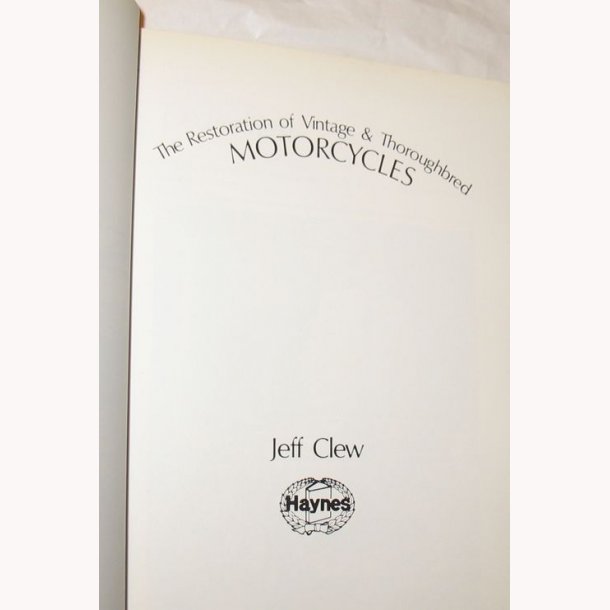 The Restoration of Vintage & Thoroughbred
MOTORCYCLES
Jeff Clew
Haynes